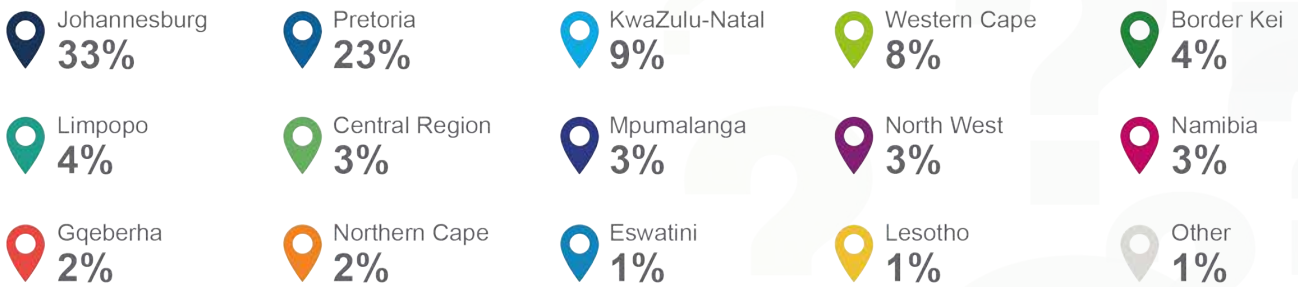 Johannesburg
33%
Pretoria
23%
KwaZulu-Natal
9%
Western Cape
8%
Border Kei
4%
Limpopo
4%
Central Region
3%
Mpumalanga
3%
North West
3%
Namibia
3%
Gqeberha
2%
Northern Cape
2%
Eswatini
1%
Lesotho
1%
Other
1%